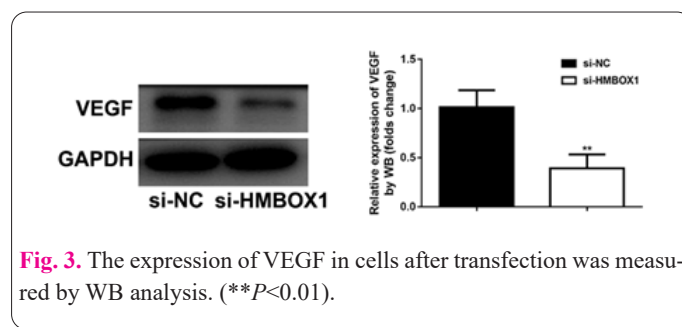 VEGF
GAPDH
si-NC si-HMBOX1
Relative expression of VEGF
by WB (folds change)
1.5
1.0
0.5
0.0
si-NC
si-HMBOX1
**
Fig. 3. The expression of VEGF in cells after transfection was measu-
red by WB analysis. (**P<0.01).